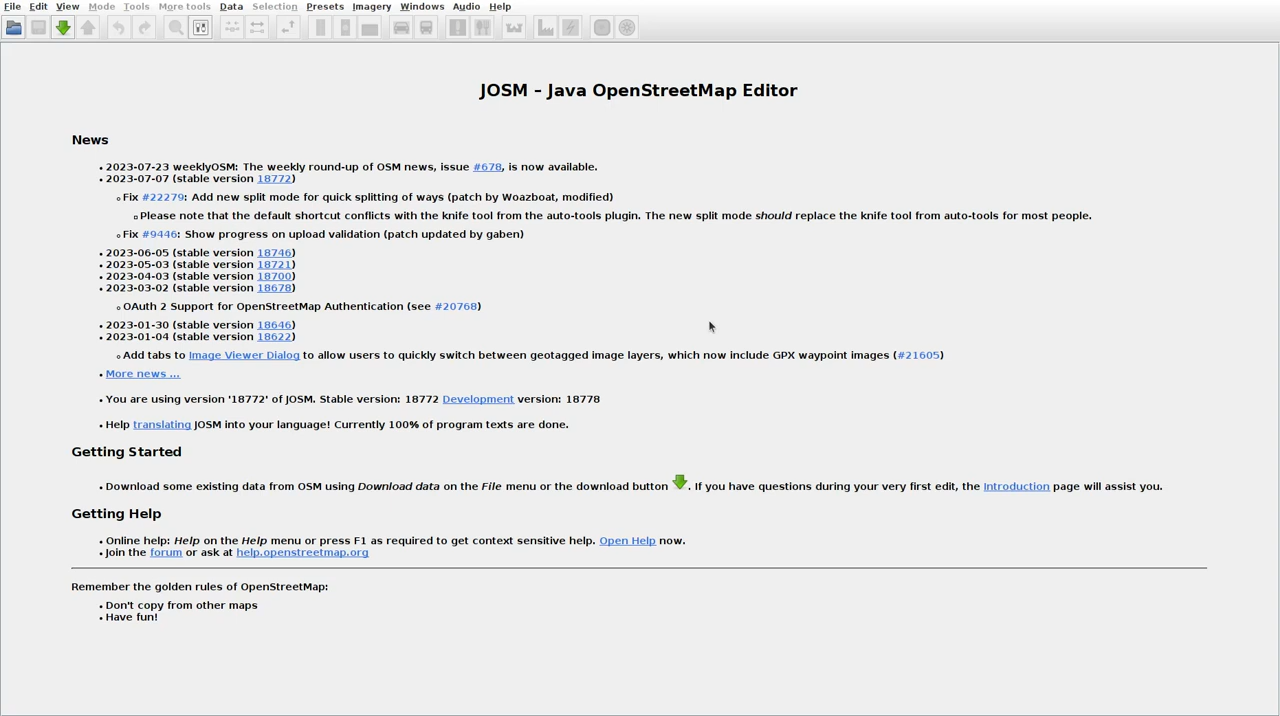 File Edit View Mode Tools More tools Data Selection Presets Imagery Windows Audio Help
JOSM – Java OpenStreetMap Editor
News
2023-07-23 weeklyOSM: The weekly round-up of OSM news, issue #678, is now available.
2023-07-07 (stable version 18772)
Fix #22279: Add new split mode for quick splitting of ways (patch by Woazboat, modified)
Please note that the default shortcut conflicts with the knife tool from the auto-tools plugin. The new split mode should replace the knife tool from auto-tools for most people.
Fix #9446: Show progress on upload validation (patch updated by gaben)
2023-06-05 (stable version 18746)
2023-05-03 (stable version 18721)
2023-04-03 (stable version 18700)
2023-03-02 (stable version 18678)
OAuth 2 Support for OpenStreetMap Authentication (see #20768)
2023-01-30 (stable version 18646)
2023-01-04 (stable version 18622)
Add tabs to Image Viewer Dialog to allow users to quickly switch between geotagged image layers, which now include GPX waypoint images (#21605)
More news ...
You are using version '18772' of JOSM. Stable version: 18772 Development version: 18778
Help translating JOSM into your language! Currently 100% of program texts are done.
Getting Started
Download some existing data from OSM using Download data on the File menu or the download button . If you have questions during your very first edit, the Introduction page will assist you.
Getting Help
Online help: Help on the Help menu or press F1 as required to get context sensitive help. Open Help now.
Join the forum or ask at help.openstreetmap.org
Remember the golden rules of OpenStreetMap:
Don't copy from other maps
Have fun!